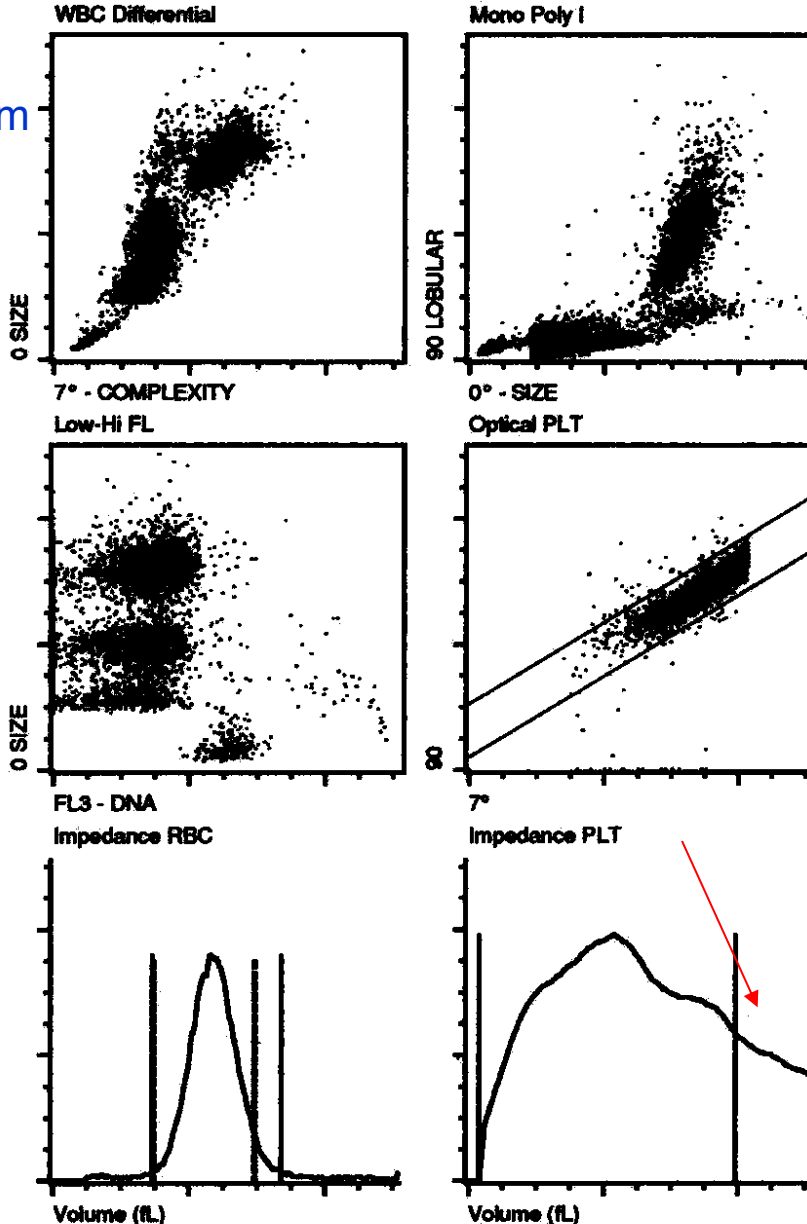 WBC Differential
Mono Poly I
m
0 SIZE
90 LOBULAR
7° - COMPLEXITY
0° - SIZE
Low-Hi FL
Optical PLT
0 SIZE
90
FL3 - DNA
7°
Impedance RBC
Impedance PLT
Volume (fL)
Volume (fL)